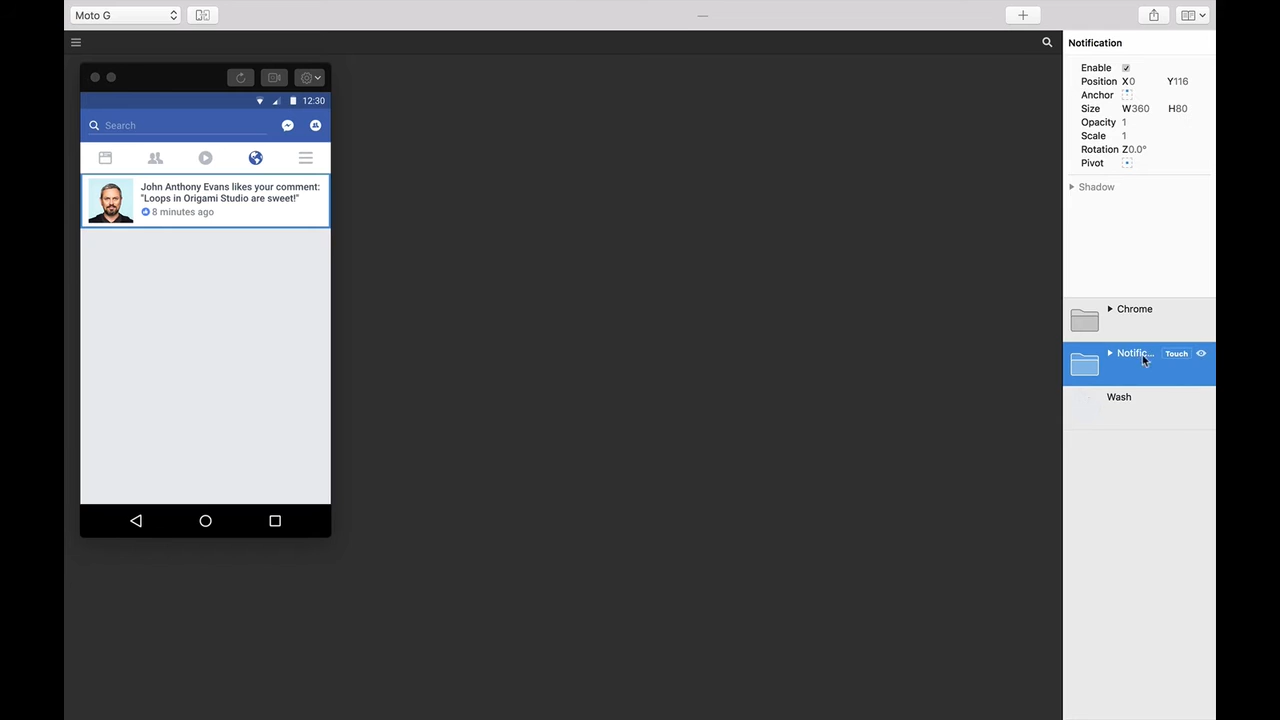 Moto G
Notification
Enable
Position X0 Y116
Anchor
Size W360 H80
Opacity 1
Scale 1
Rotation Z0.0°
Pivot
Shadow
12:30
Search
John Anthony Evans likes your comment:
"Loops in Origami Studio are sweet!"
8 minutes ago
Chrome
Notific... Touch
Wash